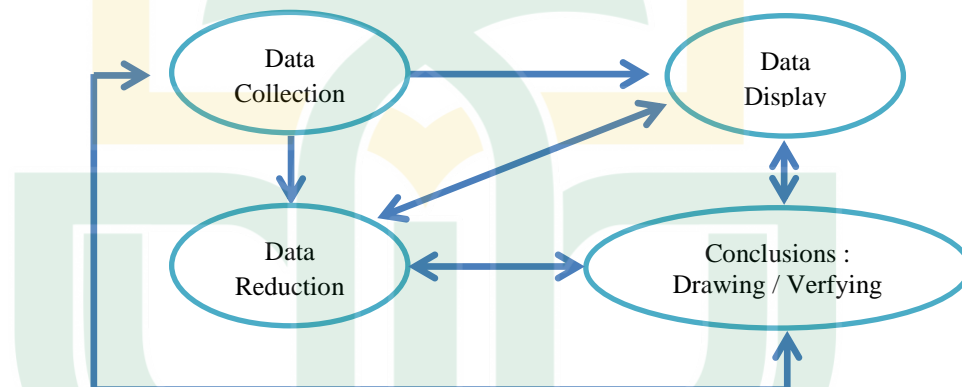 Data
Collection
Data
Display
Data
Reduction
Conclusions :
Drawing / Verfying